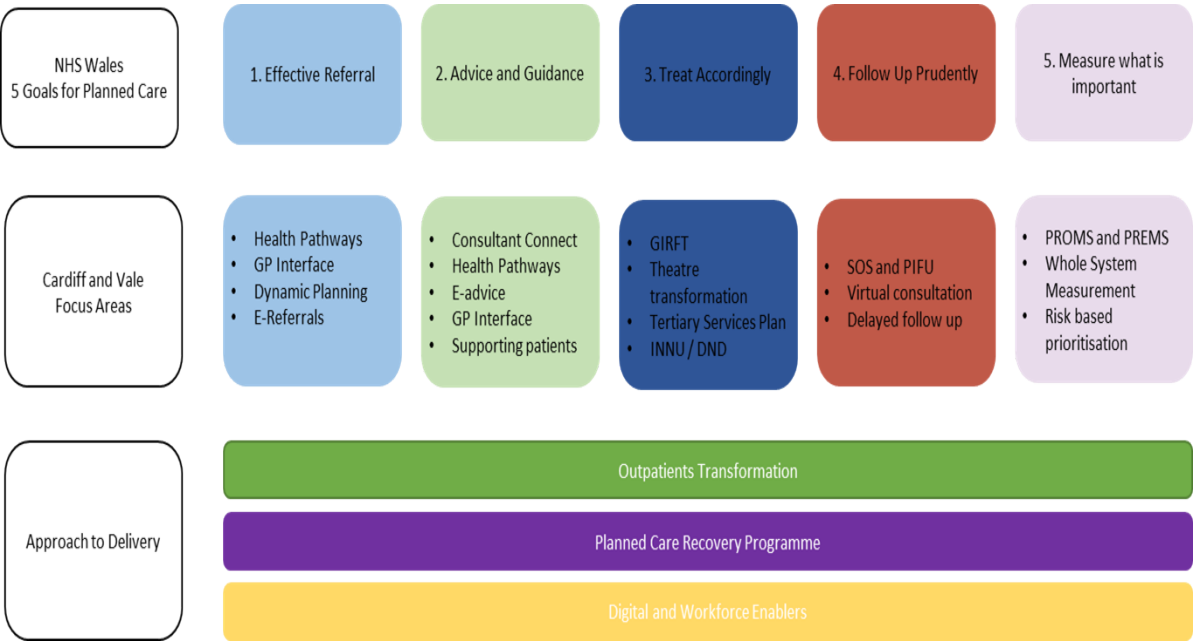 NHS Wales
5 Goals for Planned Care
1. Effective Referral
2. Advice and Guidance
3. Treat Accordingly
4. Follow Up Prudently
5. Measure what is
important
Cardiff and Vale
Focus Areas
• Health Pathways
• GP Interface
• Dynamic Planning
• E-Referrals
• Consultant Connect
• Health Pathways
• E-advice
• GP Interface
• Supporting patients
• GIRFT
• Theatre
transformation
• Tertiary Services Plan
• INNU / DND
• SOS and PIFU
• Virtual consultation
• Delayed follow up
• PROMS and PREMS
• Whole System
Measurement
• Risk based
prioritisation
Approach to Delivery
Outpatients Transformation
Planned Care Recovery Programme
Digital and Workforce Enablers